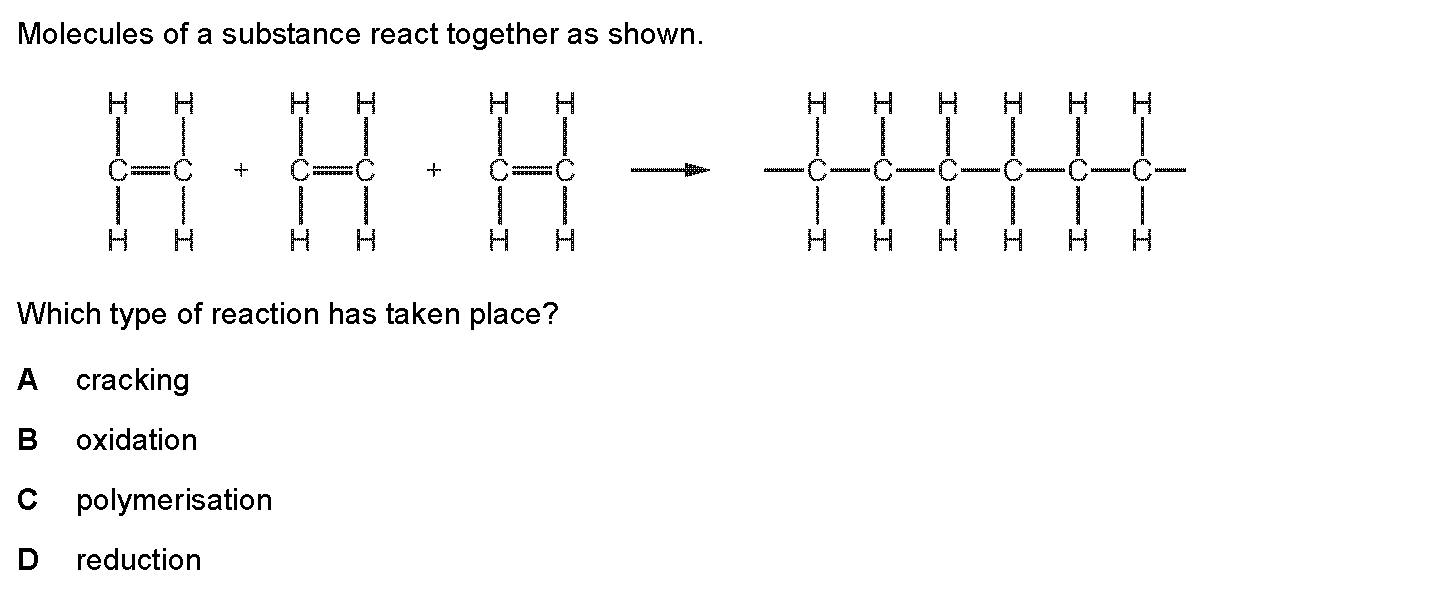 Molecules of a substance react together as shown.
H H H H H H H H H H H H
C C + C C + C C C C C C C C
H H H H H H H H H H H H
Which type of reaction has taken place?
A cracking
B oxidation
C polymerisation
D reduction